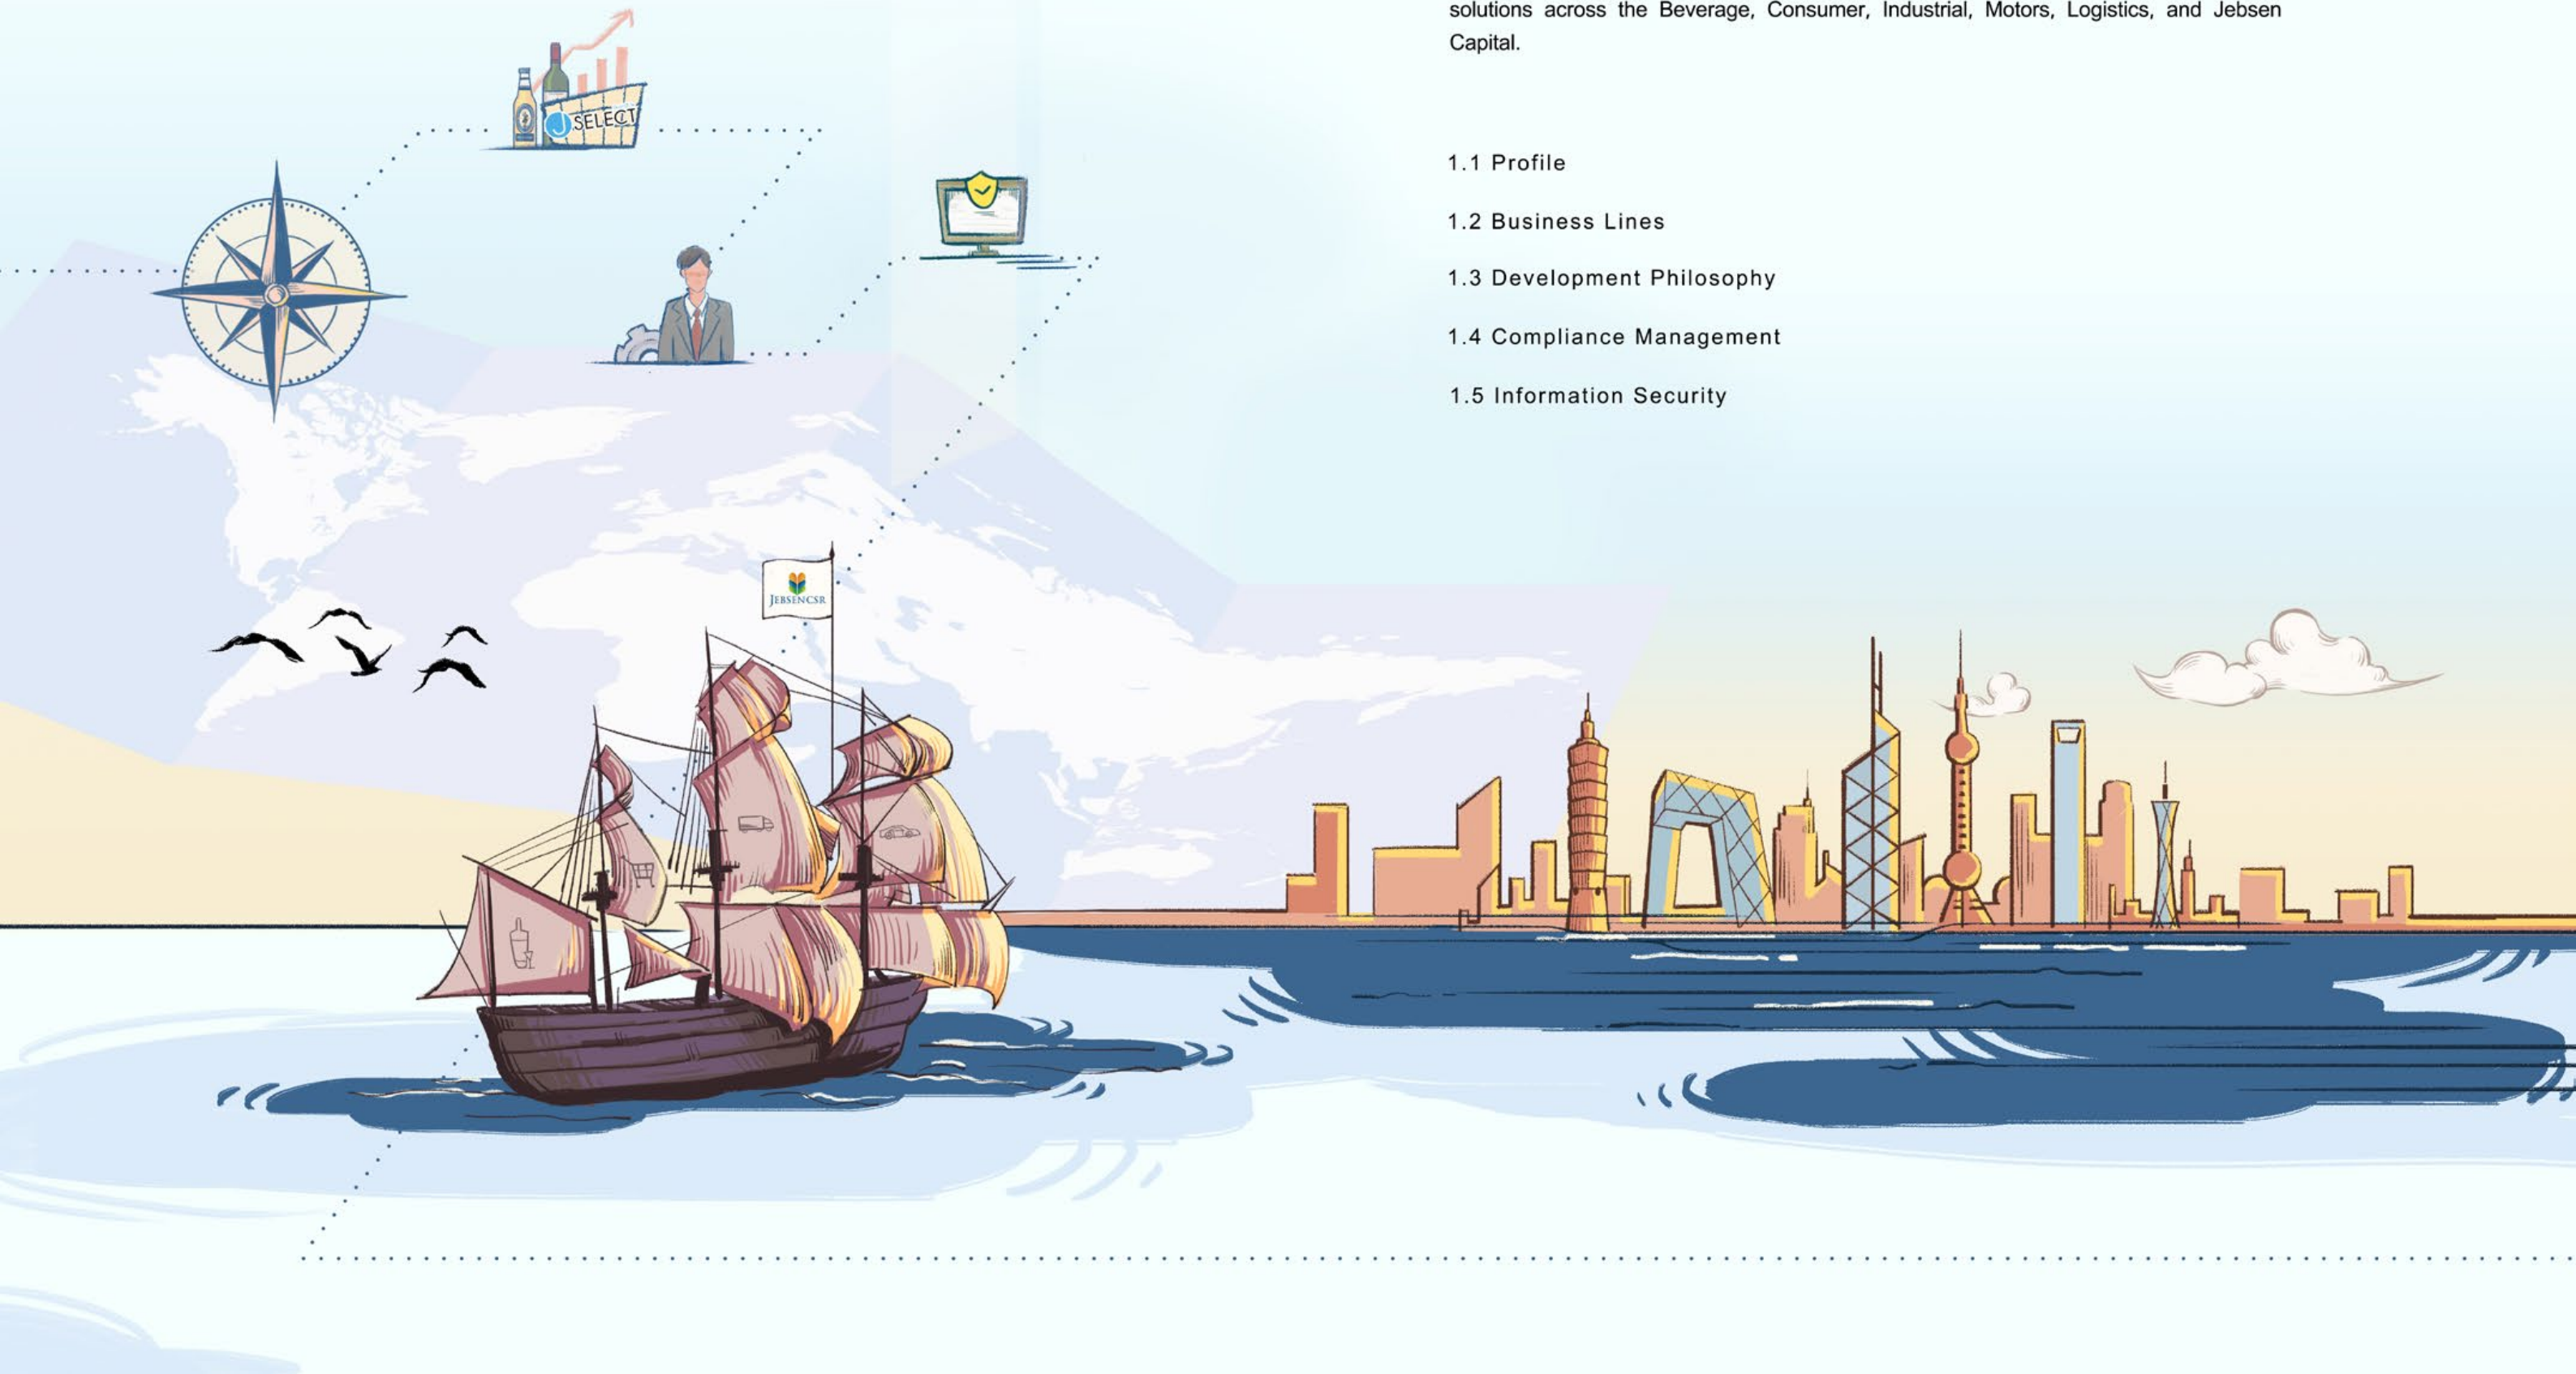 solutions across the Beverage, Consumer, Industrial, Motors, Logistics, and Jebsen
Capital.
J SELECT
1.1 Profile
1.2 Business Lines
1.3 Development Philosophy
1.4 Compliance Management
1.5 Information Security
JEBSENCSR